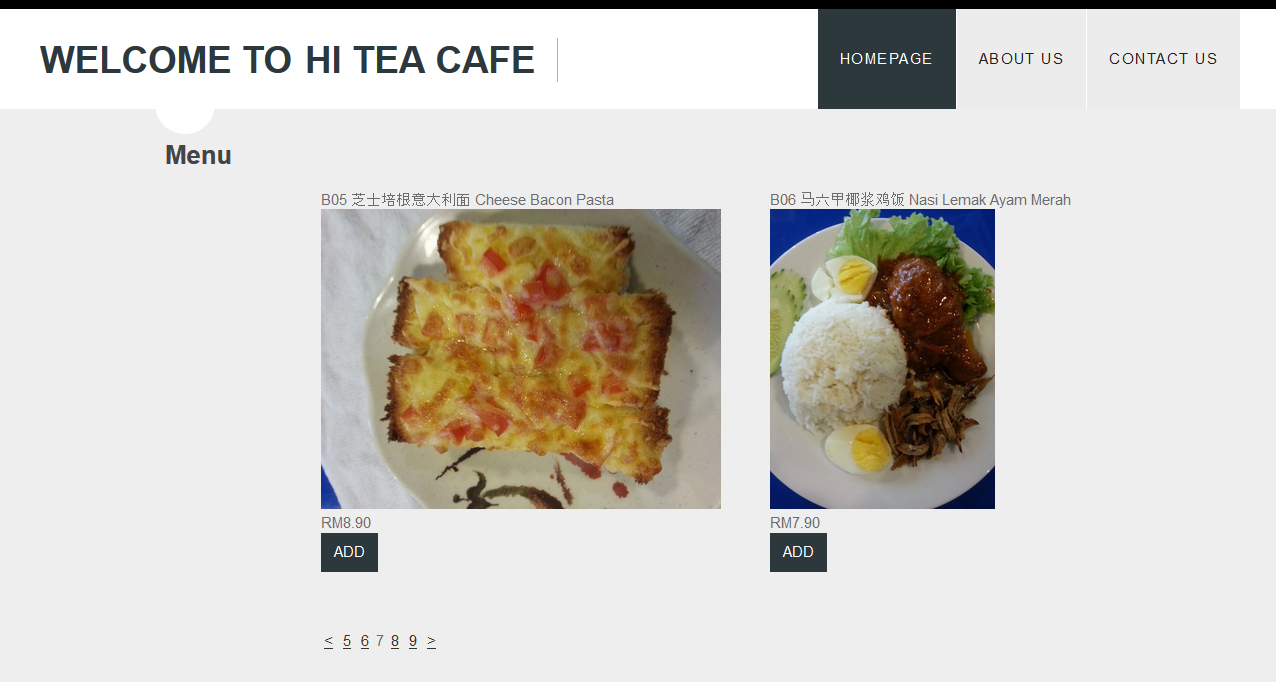 WELCOME TO HI TEA CAFE
HOMEPAGE
ABOUT US
CONTACT US
Menu
B05 芝士培根意大利面 Cheese Bacon Pasta
RM8.90
ADD
B06 马六甲椰浆鸡饭 Nasi Lemak Ayam Merah
RM7.90
ADD
< 5 6 7 8 9 >